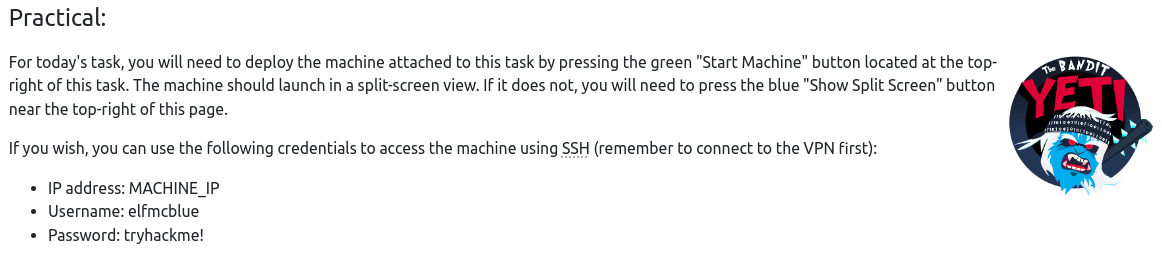 Practical:
For today's task, you will need to deploy the machine attached to this task by pressing the green "Start Machine" button located at the top-
right of this task. The machine should launch in a split-screen view. If it does not, you will need to press the blue "Show Split Screen" button
near the top-right of this page.
The BANDIT
YETI
If you wish, you can use the following credentials to access the machine using SSH (remember to connect to the VPN first):
• IP address: MACHINE_IP
• Username: elfmcblue
• Password: tryhackme!